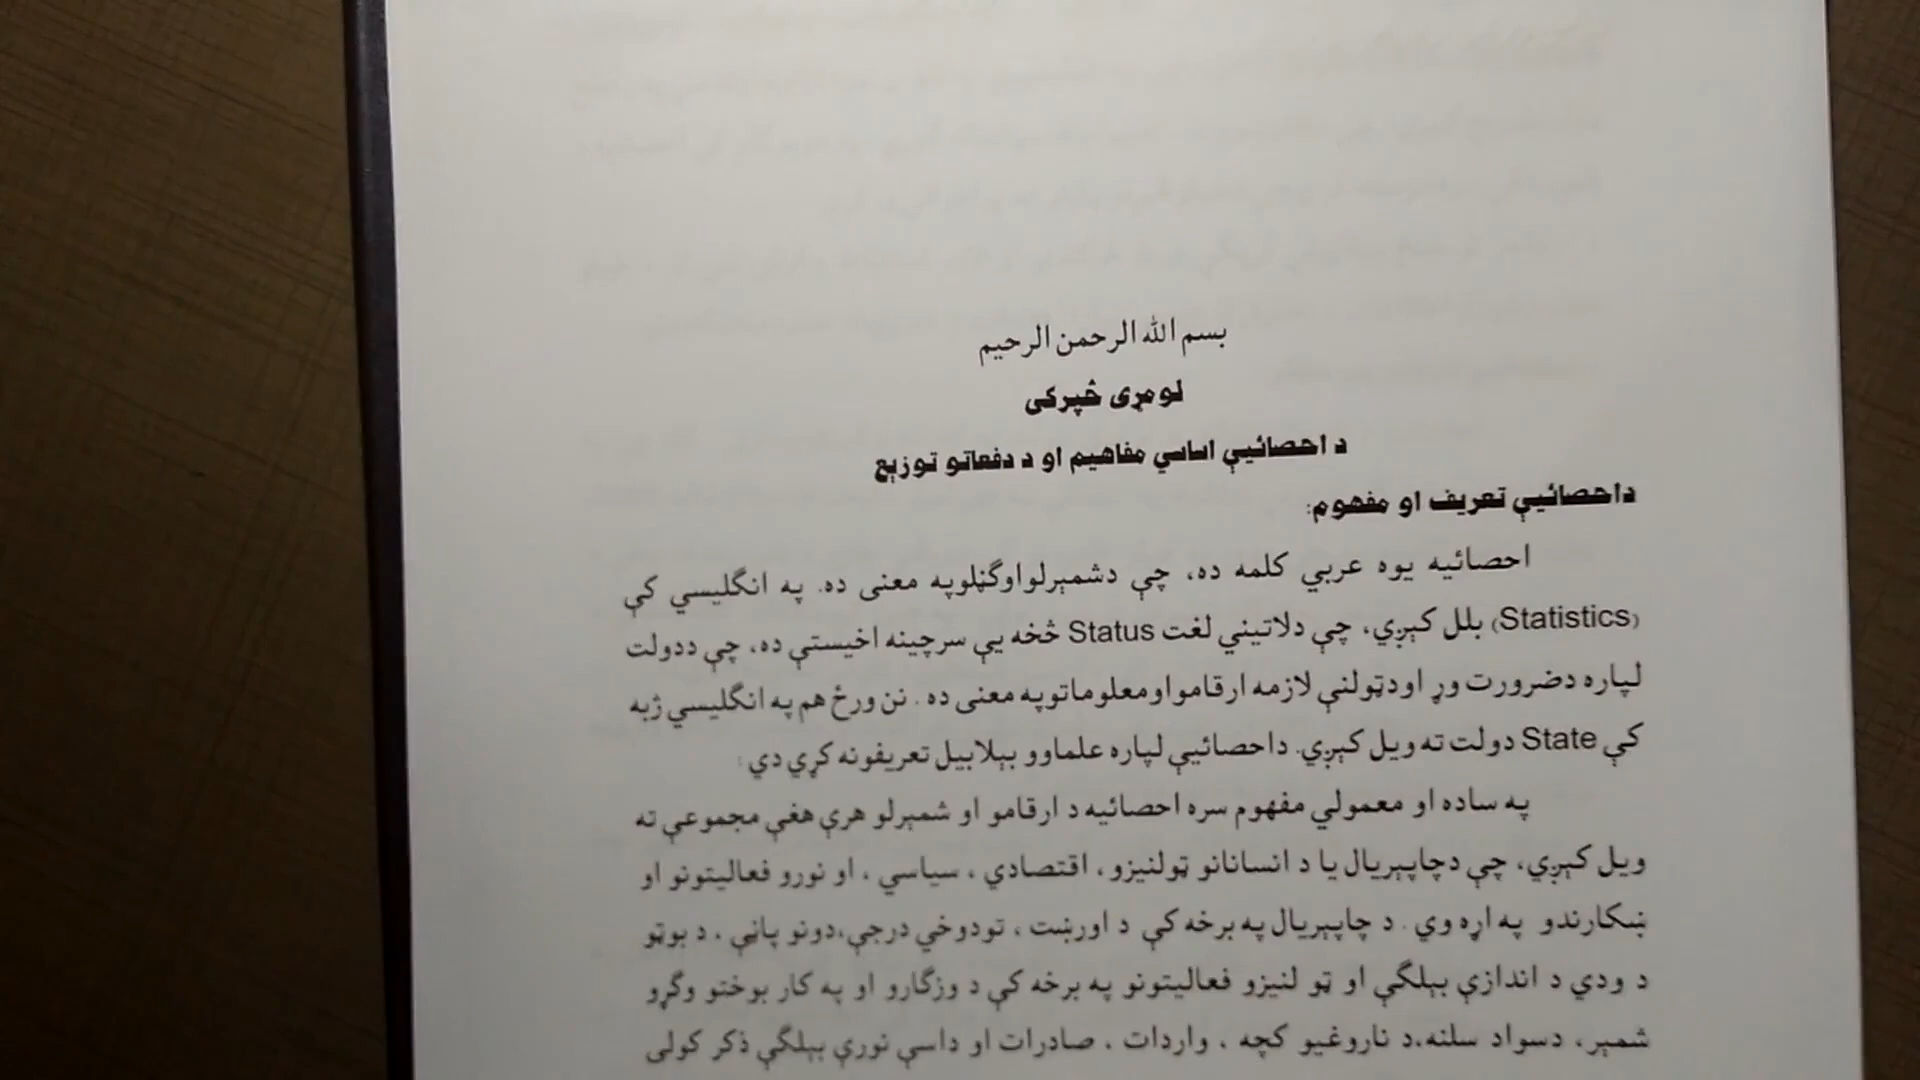 بسم الله الرحمن الرحیم
لومړی څپرکی
د احصائیې اساسي مفاهیم او د دفعاتو توزیع
داحصائیې تعریف او مفهوم:
احصائیه یوه عربي کلمه ده، چې دشمېرلواوګڼلوپه معنی ده. په انګلیسي کې
(Statistics) بلل کېږي، چې دلاتیني لغت Status څخه یې سرچینه اخیستې ده، چې ددولت
لپاره دضرورت وړ اودټولنې لازمه ارقامواومعلوماتوپه معنی ده . نن ورځ هم په انګلیسي ژبه
کې State دولت ته ویل کېږي. داحصائیې لپاره علماوو بېلابیل تعریفونه کړي دي :
په ساده او معمولي مفهوم سره احصائیه د ارقامو او شمېرلو هرې هغې مجموعې ته
ویل کېږي، چې دچاپېریال یا د انسانانو ټولنیزو، اقتصادي ، سیاسي ، او نورو فعالیتونو او
ښکارندو په اړه وي . د چاپېریال په برخه کې د اورښت ، تودوخي درجې،دونو پاڼې ، د بوټو
د ودې د اندازې بېلګې او ټو لنیزو فعالیتونو په برخه کې د وزګارو او په کار بوختو وګړو
شمېر، دسواد سلنه،د ناروغیو کچه ، واردات ، صادرات او داسې نورې بېلګې ذکر کولی